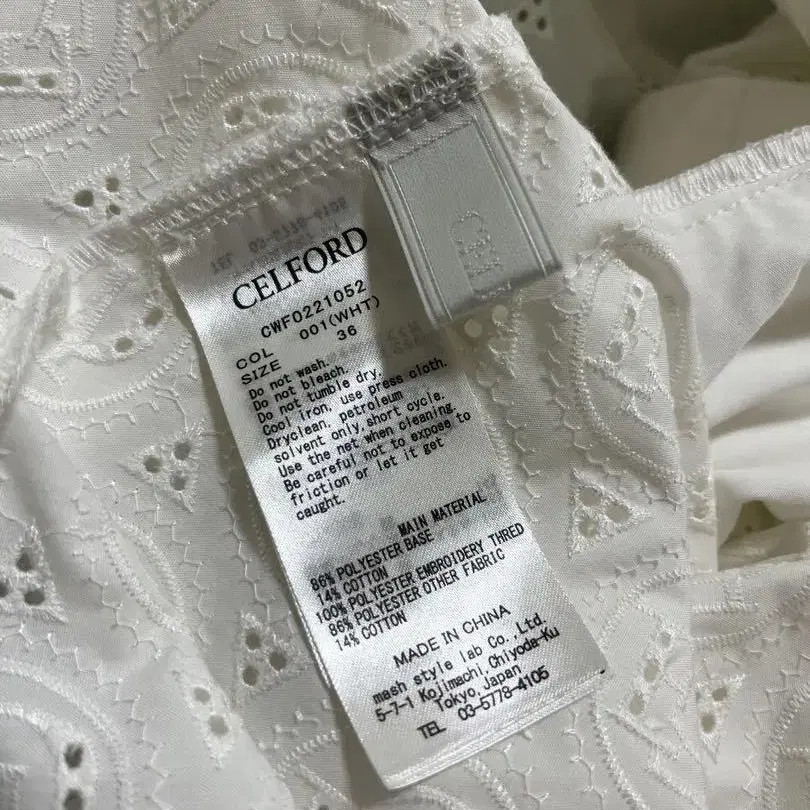 CELFORD
CWF0221052
COL 001(WHT)
SIZE 36
Do not wash.
Do not bleach.
Do not tumble dry.
Cool iron, use press cloth.
Dryclean, petroleum
solvent only, short cycle.
Use the net when cleaning
Be careful not to expose to
friction or let it get
caught.
MAIN MATERIAL
86% POLYESTER BASE
14% COTTON
100% POLYESTER EMBROIDERY THRED
86% POLYESTER OTHER FABRIC
14% COTTON
MADE IN CHINA
mash style lab Co.,Ltd.
5-7-1 Kojimachi,Chiyoda-Ku
Tokyo,Japan
TEL 03-5778-4105